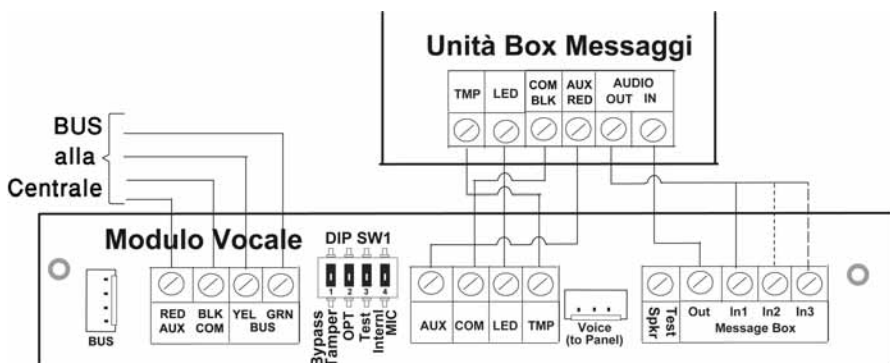 Unità Box Messaggi
TMP LED COM BLK AUX RED AUDIO OUT IN
BUS
alla
Centrale
Modulo Vocale
DIP SW1
1 2 3 4
Bypass Tamper
OPT
Test
Internl MIC
BUS
RED AUX
BLK COM
YEL GRN
BUS
AUX COM LED TMP
Voice
(to Panel)
Test Spkr
Out In1 In2 In3
Message Box